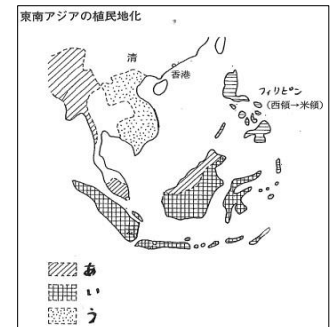 東南アジアの植民地化
清
香港
フィリピン
（西領→米領）
あ
い
う